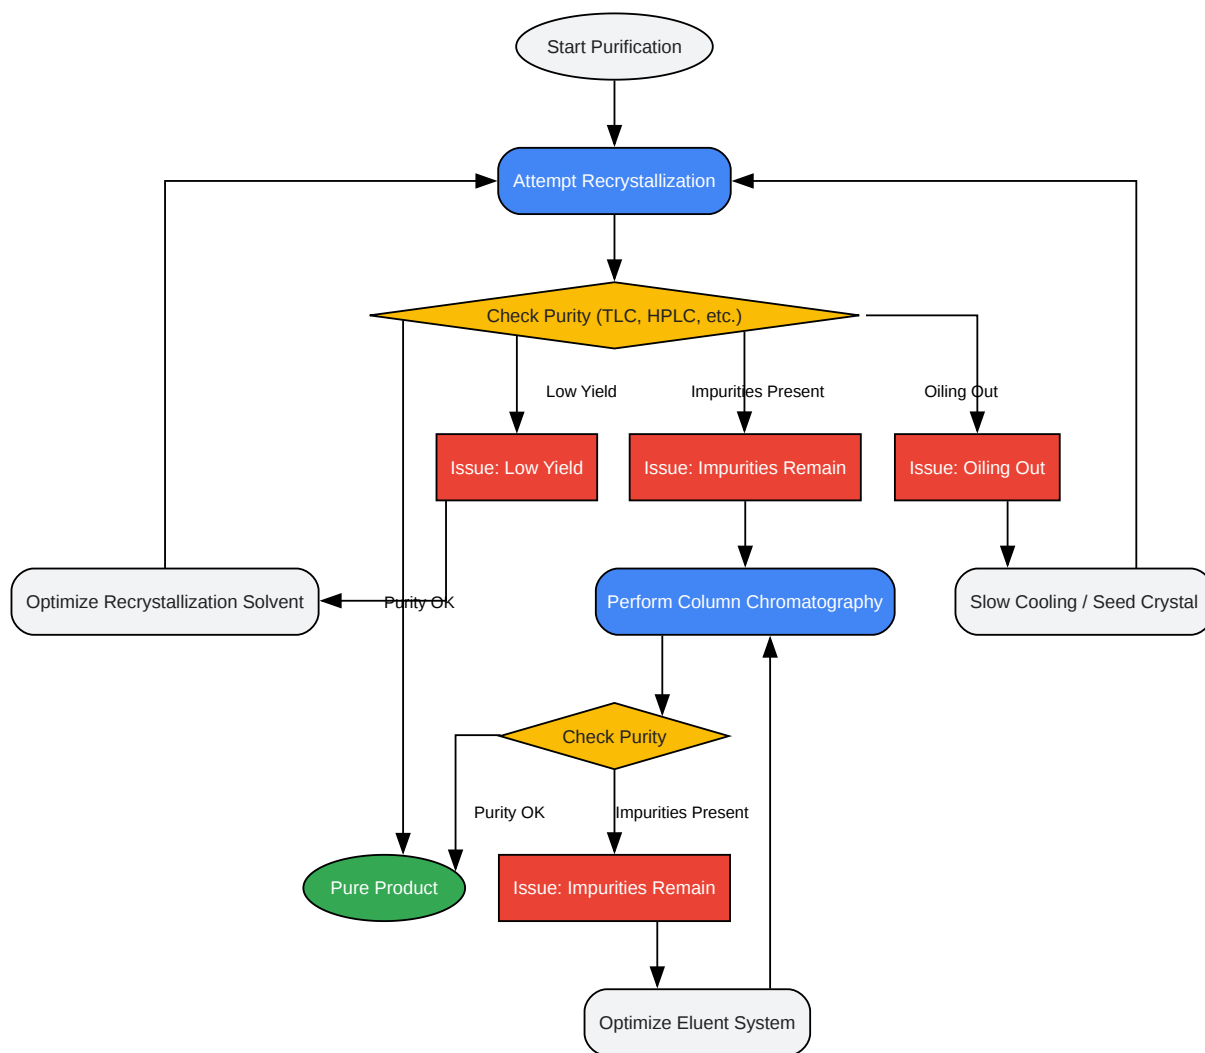 Start Purification
Attempt Recrystallization
Check Purity (TLC, HPLC, etc.)
Low Yield
Impurities Present
Oiling Out
Issue: Low Yield
Issue: Impurities Remain
Issue: Oiling Out
Optimize Recrystallization Solvent
Purity OK
Perform Column Chromatography
Slow Cooling / Seed Crystal
Check Purity
Purity OK
Impurities Present
Pure Product
Issue: Impurities Remain
Optimize Eluent System